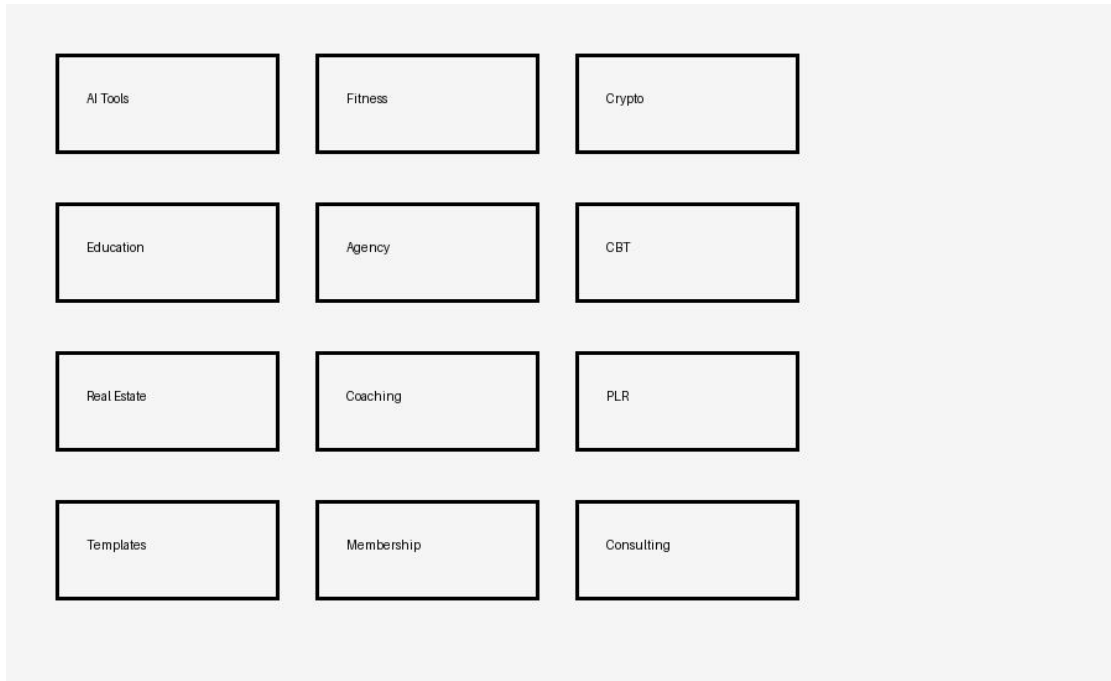 AI Tools
Fitness
Crypto
Education
Agency
CBT
Real Estate
Coaching
PLR
Templates
Membership
Consulting